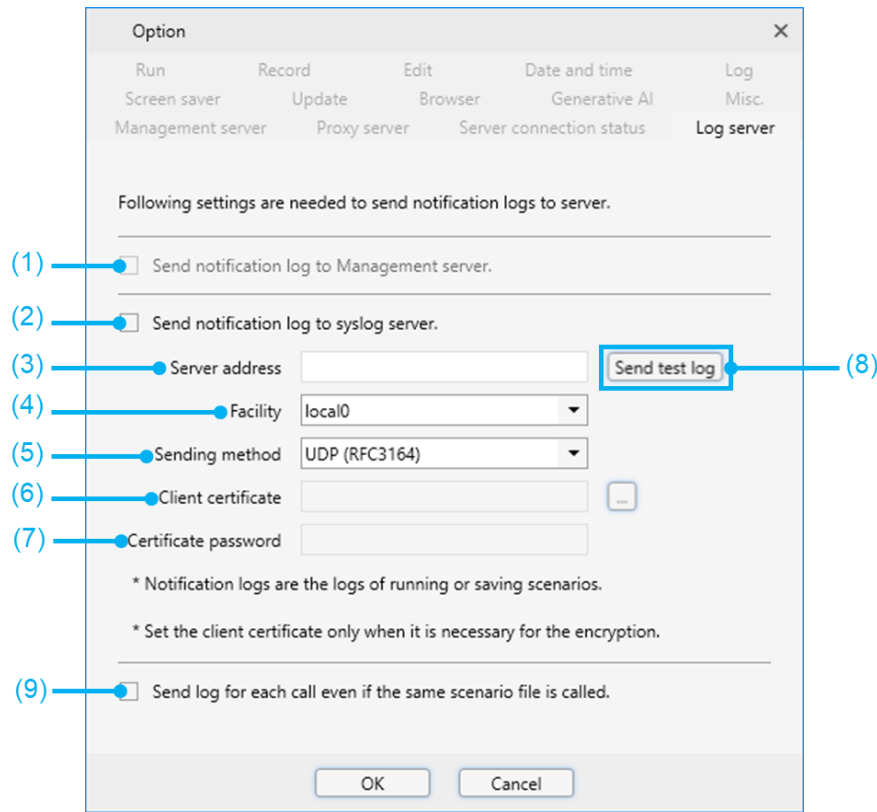 Option
Run Record Edit Date and time Log
Screen saver Update Browser Generative AI Misc.
Management server Proxy server Server connection status Log server
Following settings are needed to send notification logs to server.
(1) Send notification log to Management server.
(2) Send notification log to syslog server.
(3) Server address Send test log (8)
(4) Facility local0
(5) Sending method UDP (RFC3164)
(6) Client certificate ...
(7) Certificate password
* Notification logs are the logs of running or saving scenarios.
* Set the client certificate only when it is necessary for the encryption.
(9) Send log for each call even if the same scenario file is called.
OK Cancel